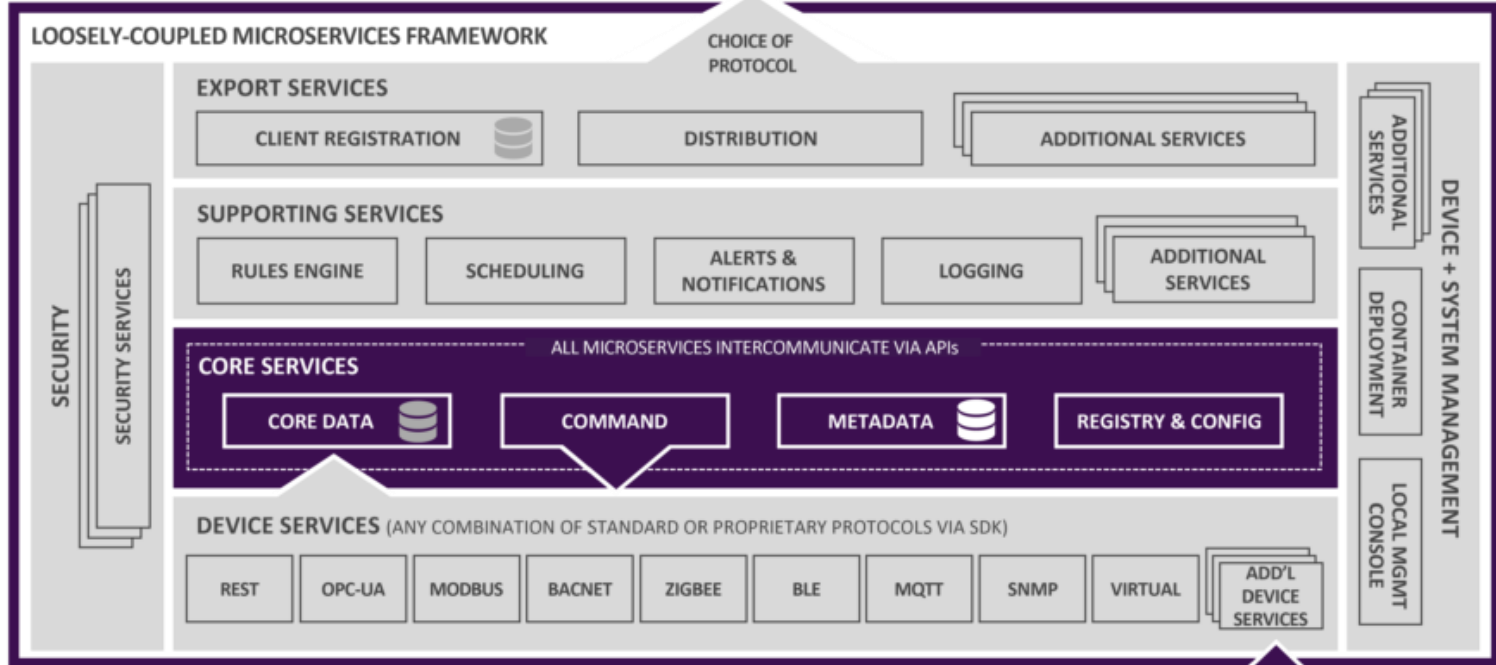 LOOSELY-COUPLED MICROSERVICES FRAMEWORK
CHOICE OF
PROTOCOL
EXPORT SERVICES
CLIENT REGISTRATION
DISTRIBUTION
ADDITIONAL SERVICES
SUPPORTING SERVICES
RULES ENGINE
SCHEDULING
ALERTS &
NOTIFICATIONS
LOGGING
ADDITIONAL
SERVICES
ALL MICROSERVICES INTERCOMMUNICATE VIA APIs
CORE SERVICES
CORE DATA
COMMAND
METADATA
REGISTRY & CONFIG
DEVICE SERVICES (ANY COMBINATION OF STANDARD OR PROPRIETARY PROTOCOLS VIA SDK)
REST
OPC-UA
MODBUS
BACNET
ZIGBEE
BLE
MQTT
SNMP
VIRTUAL
ADD'L
DEVICE
SERVICES
SECURITY
SECURITY SERVICES
DEVICE + SYSTEM MANAGEMENT
ADDITIONAL
SERVICES
CONTAINER
DEPLOYMENT
LOCAL MGMT
CONSOLE